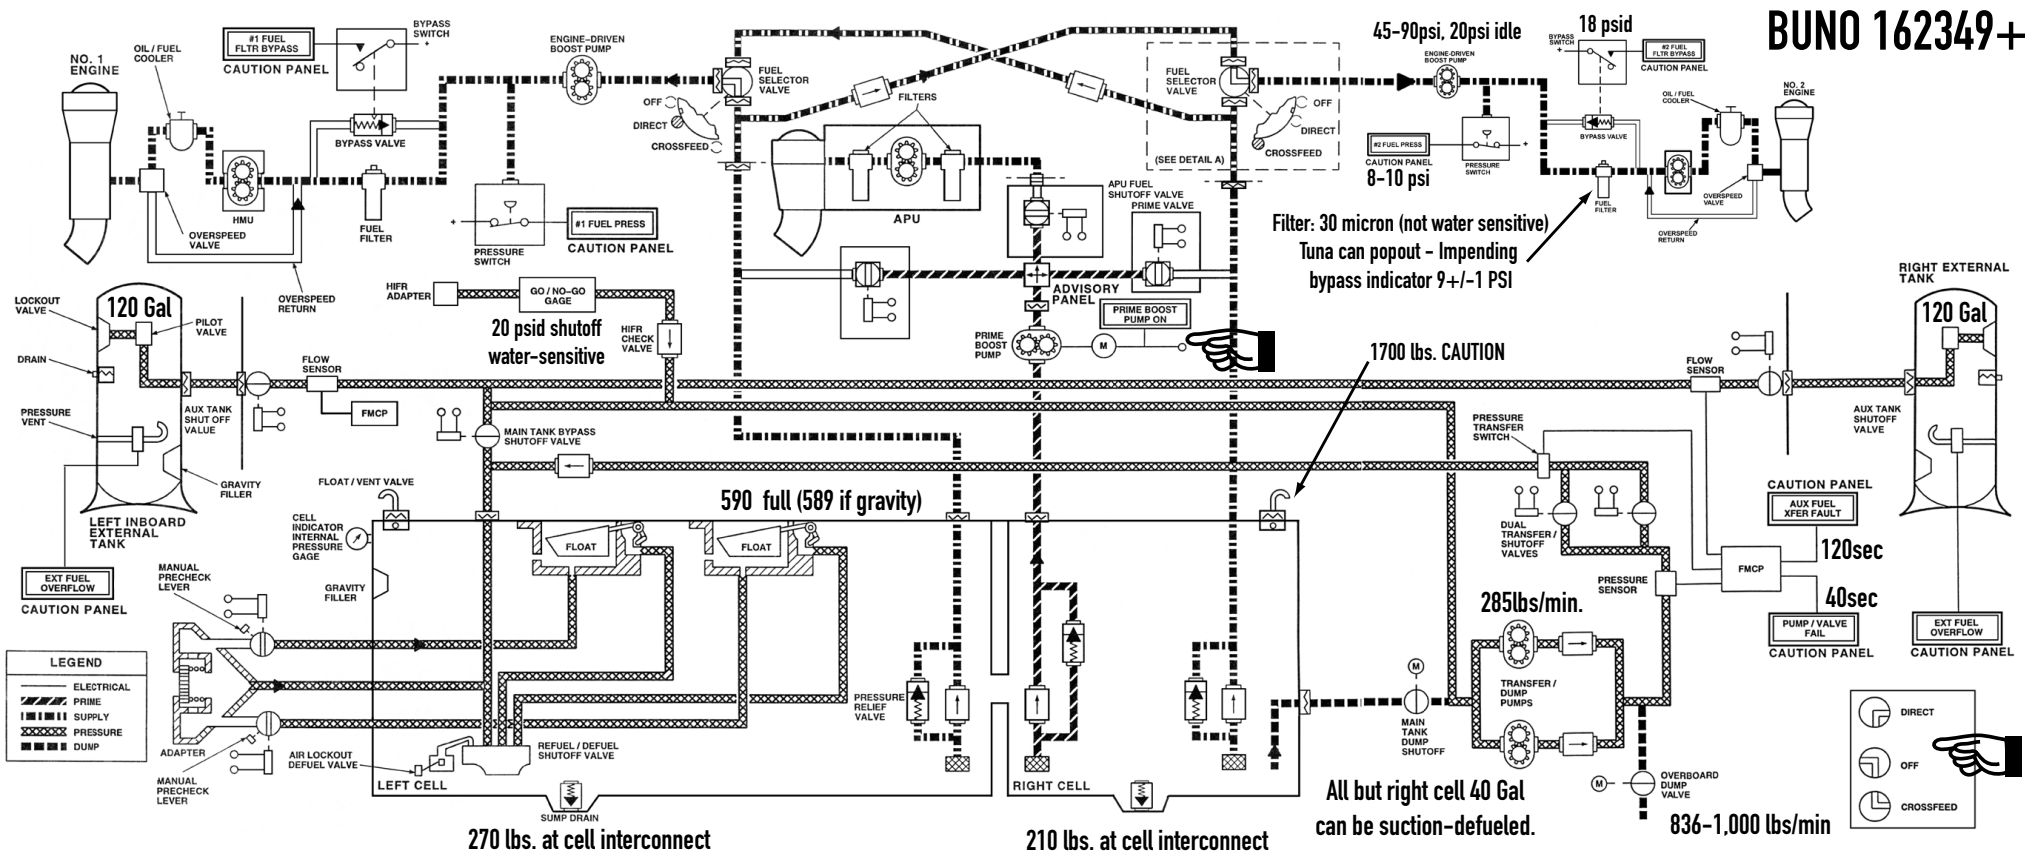 BUNO 162349+
NO. 1
ENGINE
OIL / FUEL
COOLER
#1 FUEL
FLTR BYPASS
CAUTION PANEL
BYPASS
SWITCH
+
ENGINE-DRIVEN
BOOST PUMP
FUEL
SELECTOR
VALVE
OFF
DIRECT
CROSSFEED
BYPASS VALVE
HMU
FUEL
FILTER
OVERSPEED
VALVE
OVERSPEED
RETURN
+
PRESSURE
SWITCH
#1 FUEL PRESS
CAUTION PANEL
FILTERS
APU
APU FUEL
SHUTOFF VALVE
PRIME VALVE
ADVISORY
PANEL
PRIME BOOST
PUMP ON
PRIME
BOOST
PUMP
M
FUEL
SELECTOR
VALVE
OFF
DIRECT
CROSSFEED
(SEE DETAIL A)
45-90psi, 20psi idle
ENGINE-DRIVEN
BOOST PUMP
18 psid
BYPASS
SWITCH
+
#2 FUEL
FLTR BYPASS
CAUTION PANEL
OIL / FUEL
COOLER
NO. 2
ENGINE
#2 FUEL PRESS
CAUTION PANEL
8-10 psi
PRESSURE
SWITCH
+
BYPASS VALVE
FUEL
FILTER
OVERSPEED
VALVE
OVERSPEED
RETURN
Filter: 30 micron (not water sensitive)
Tuna can popout - Impending
bypass indicator 9+/-1 PSI
HIFR
ADAPTER
GO / NO-GO
GAGE
20 psid shutoff
water-sensitive
HIFR
CHECK
VALVE
LOCKOUT
VALVE
120 Gal
PILOT
VALVE
DRAIN
PRESSURE
VENT
AUX TANK
SHUT OFF
VALUE
FLOW
SENSOR
FMCP
GRAVITY
FILLER
LEFT INBOARD
EXTERNAL
TANK
EXT FUEL
OVERFLOW
CAUTION PANEL
MAIN TANK BYPASS
SHUTOFF VALVE
1700 lbs. CAUTION
RIGHT EXTERNAL
TANK
120 Gal
FLOW
SENSOR
AUX TANK
SHUTOFF
VALVE
PRESSURE
TRANSFER
SWITCH
FLOAT / VENT VALVE
CELL
INDICATOR
INTERNAL
PRESSURE
GAGE
GRAVITY
FILLER
590 full (589 if gravity)
FLOAT
FLOAT
MANUAL
PRECHECK
LEVER
ADAPTER
MANUAL
PRECHECK
LEVER
AIR LOCKOUT
DEFUEL VALVE
REFUEL / DEFUEL
SHUTOFF VALVE
LEFT CELL
SUMP DRAIN
270 lbs. at cell interconnect
PRESSURE
RELIEF
VALVE
RIGHT CELL
210 lbs. at cell interconnect
DUAL
TRANSFER /
SHUTOFF
VALVES
PRESSURE
SENSOR
FMCP
CAUTION PANEL
AUX FUEL
XFER FAULT
120sec
40sec
PUMP / VALVE
FAIL
CAUTION PANEL
EXT FUEL
OVERFLOW
CAUTION PANEL
285lbs/min.
TRANSFER /
DUMP
PUMPS
M
MAIN
TANK
DUMP
SHUTOFF
M
OVERBOARD
DUMP
VALVE
All but right cell 40 Gal
can be suction-defueled.
836-1,000 lbs/min
DIRECT
OFF
CROSSFEED
LEGEND
ELECTRICAL
PRIME
SUPPLY
PRESSURE
DUMP